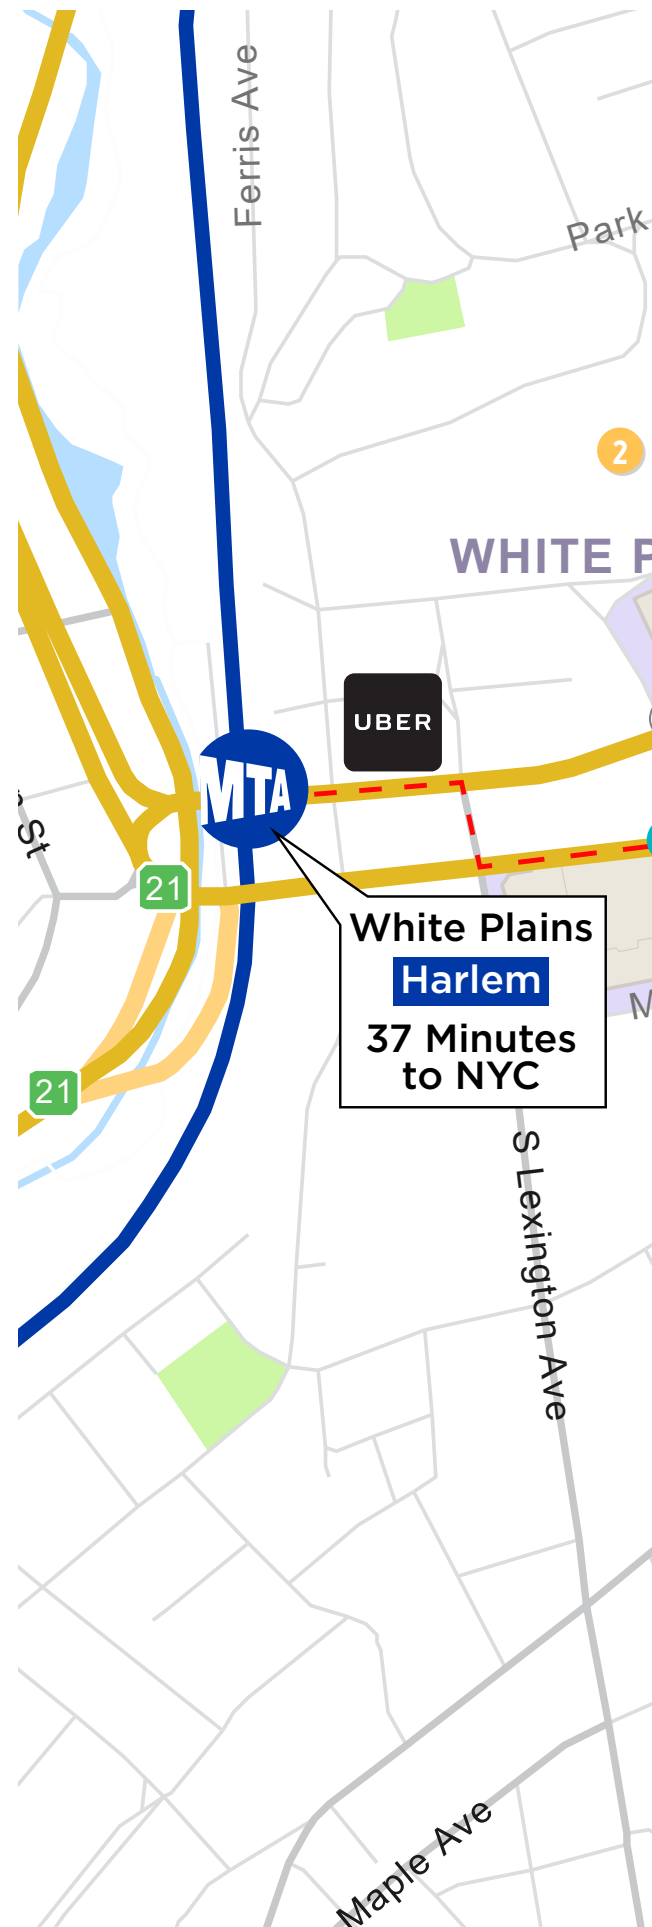 Ferris Ave
Park
2
WHITE P
UBER
MTA
St
21
White Plains
Harlem
37 Minutes
to NYC
M
21
S Lexington Ave
Maple Ave